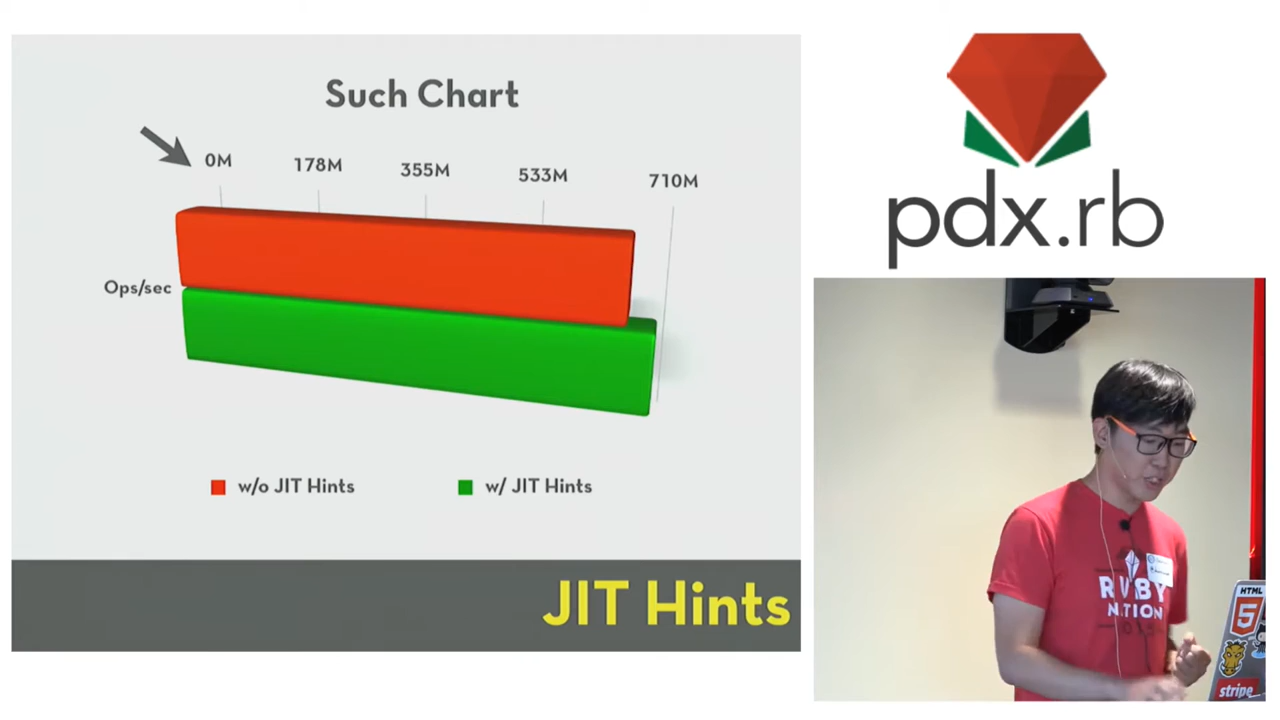 Such Chart
0M
178M
355M
533M
710M
Ops/sec
w/o JIT Hints
w/ JIT Hints
JIT Hints
pdx.rb
RUBY
NATION
HTML
5
stripe